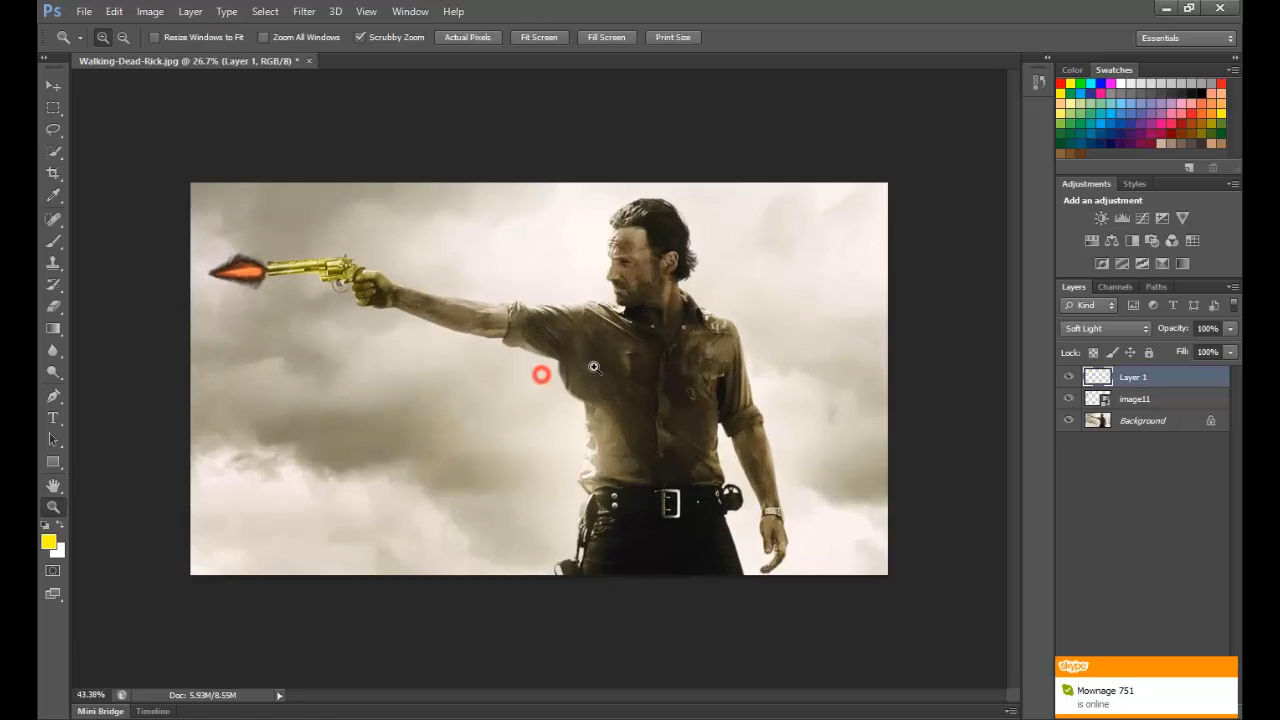 Ps File Edit Image Layer Type Select Filter 3D View Window Help
Resize Windows to Fit Zoom All Windows Scrubby Zoom Actual Pixels Fit Screen Fill Screen Print Size Essentials
Walking-Dead-Rick.jpg @ 26.7% (Layer 1, RGB/8) * ×
Color Swatches
Adjustments Styles
Add an adjustment
Layers Channels Paths
Kind
Soft Light Opacity: 100%
Lock: Fill: 100%
Layer 1
image11
Background
T
skype
Mownage 751
is online
43.38% Doc: 5.93M/8.55M
Mini Bridge Timeline